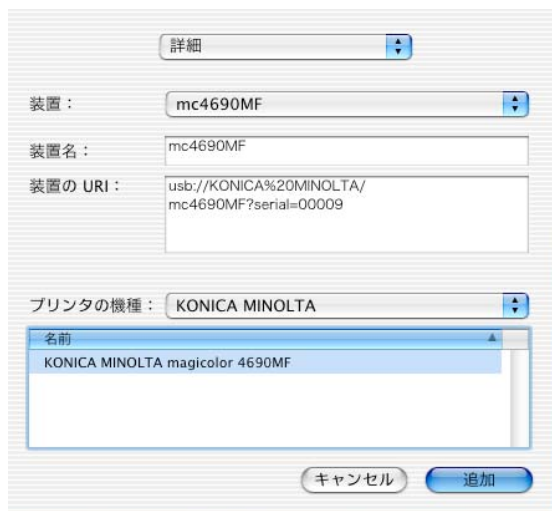 詳細
装置： mc4690MF
装置名： mc4690MF
装置の URI： usb://KONICA%20MINOLTA/
mc4690MF?serial=00009
プリンタの機種： KONICA MINOLTA
名前
KONICA MINOLTA magicolor 4690MF
キャンセル 追加